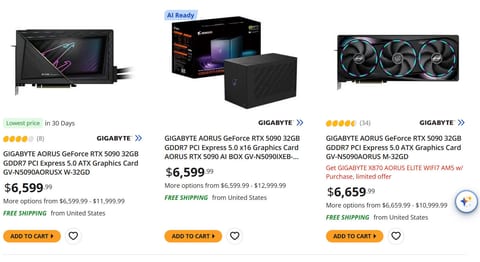 AI Ready
Lowest price in 30 Days
(8)
GIGABYTE
GIGABYTE AORUS GeForce RTX 5090 32GB
GDDR7 PCI Express 5.0 ATX Graphics Card
GV-N5090AORUSX W-32GD
$6,599.99
More options from $6,599.99 - $11,999.99
FREE SHIPPING from United States
ADD TO CART
GIGABYTE
GIGABYTE AORUS GeForce RTX 5090 32GB
GDDR7 PCI Express 5.0 x16 Graphics Card
AORUS RTX 5090 AI BOX GV-N5090IXEB-...
$6,599.99
More options from $6,599.99 - $12,999.99
FREE SHIPPING from United States
ADD TO CART
(34)
GIGABYTE
GIGABYTE AORUS GeForce RTX 5090 32GB
GDDR7 PCI Express 5.0 ATX Graphics Card
GV-N5090AORUS M-32GD
Get GIGABYTE X870 AORUS ELITE WIFI7 AM5 w/
Purchase, limited offer
$6,659.99
More options from $6,659.99 - $10,999.99
FREE SHIPPING from United States
ADD TO CART